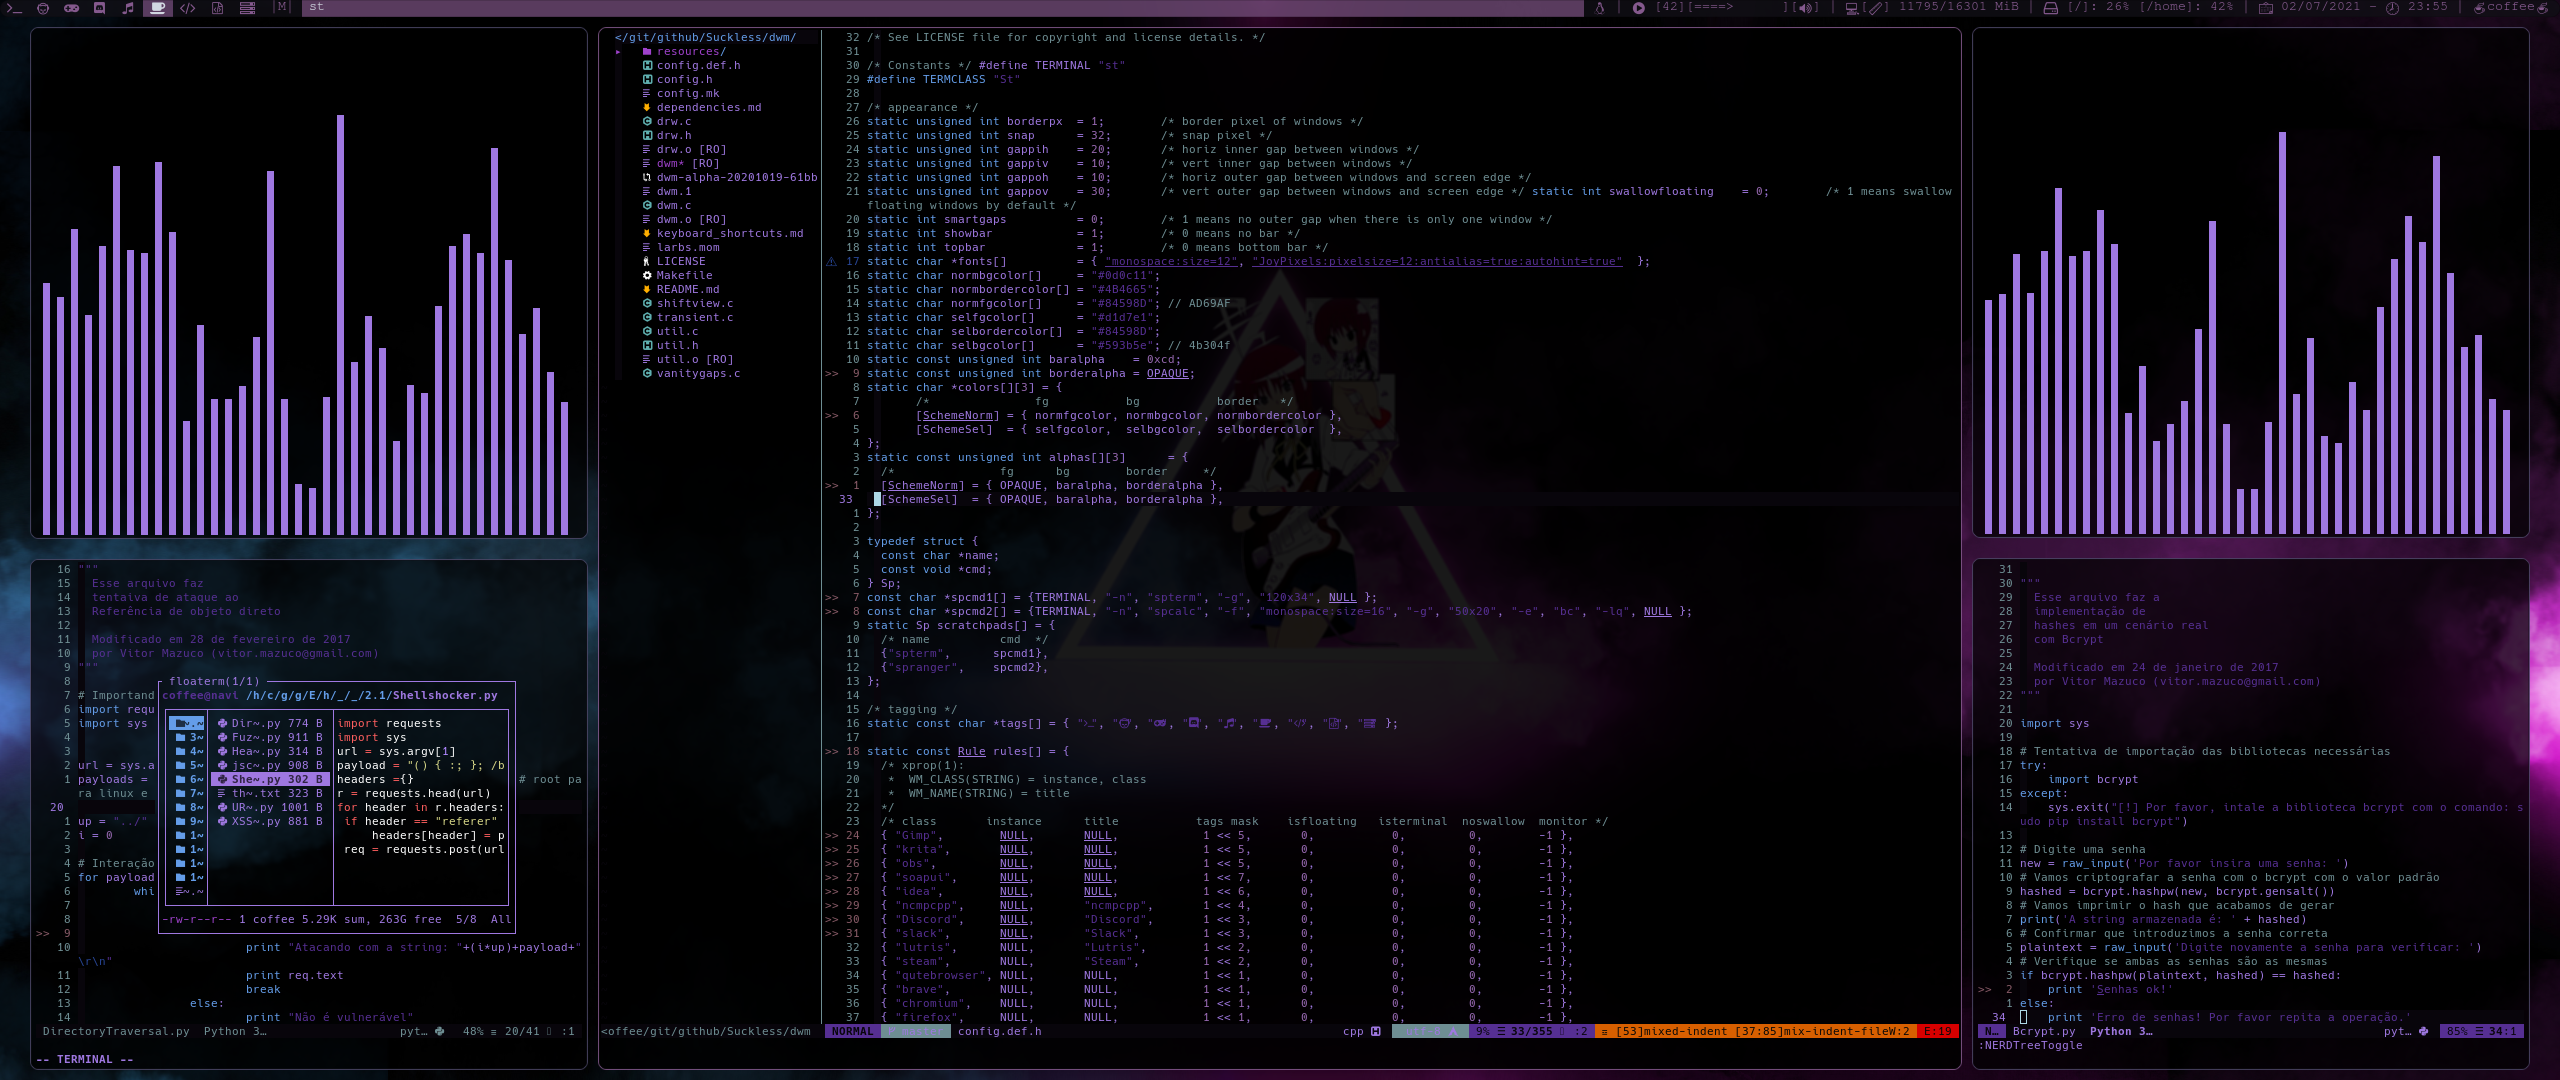 |M| st
| [42][====> ][ ] | [ ] 11795/16301 MiB | [/]: 26% [/home]: 42% | 02/07/2021 - 23:55 | coffee
</git/github/Suckless/dwm/
resources/
config.def.h
config.h
config.mk
dependencies.md
drw.c
drw.h
drw.o [RO]
dwm* [RO]
dwm-alpha-20201019-61bb
dwm.1
dwm.c
dwm.o [RO]
keyboard_shortcuts.md
larbs.mom
LICENSE
Makefile
README.md
shiftview.c
transient.c
util.c
util.h
util.o [RO]
vanitygaps.c
<offee/git/github/Suckless/dwm
32 /* See LICENSE file for copyright and license details. */
31
30 /* Constants */ #define TERMINAL "st"
29 #define TERMCLASS "St"
28
27 /* appearance */
26 static unsigned int borderpx  = 1;        /* border pixel of windows */
25 static unsigned int snap      = 32;       /* snap pixel */
24 static unsigned int gappih    = 20;       /* horiz inner gap between windows */
23 static unsigned int gappiv    = 10;       /* vert inner gap between windows */
22 static unsigned int gappoh    = 10;       /* horiz outer gap between windows and screen edge */
21 static unsigned int gappov    = 30;       /* vert outer gap between windows and screen edge */ static int swallowfloating    = 0;        /* 1 means swallow
floating windows by default */
20 static int smartgaps          = 0;        /* 1 means no outer gap when there is only one window */
19 static int showbar            = 1;        /* 0 means no bar */
18 static int topbar             = 1;        /* 0 means bottom bar */
17 static char *fonts[]          = { "monospace:size=12", "JoyPixels:pixelsize=12:antialias=true:autohint=true"  };
16 static char normbgcolor[]     = "#0d0c11";
15 static char normbordercolor[] = "#4B4665";
14 static char normfgcolor[]     = "#84598D"; // AD69AF
13 static char selfgcolor[]      = "#d1d7e1";
12 static char selbordercolor[]  = "#84598D";
11 static char selbgcolor[]      = "#593b5e"; // 4b304f
10 static const unsigned int baralpha    = 0xcd;
>> 9 static const unsigned int borderalpha = OPAQUE;
8 static char *colors[][3] = {
7        /*               fg           bg           border   */
>> 6        [SchemeNorm] = { normfgcolor, normbgcolor, normbordercolor },
5        [SchemeSel]  = { selfgcolor,  selbgcolor,  selbordercolor  },
4 };
3 static const unsigned int alphas[][3]      = {
2   /*               fg      bg        border     */
>> 1   [SchemeNorm] = { OPAQUE, baralpha, borderalpha },
33   [SchemeSel]  = { OPAQUE, baralpha, borderalpha },
1 };
2
3 typedef struct {
4   const char *name;
5   const void *cmd;
6 } Sp;
>> 7 const char *spcmd1[] = {TERMINAL, "-n", "spterm", "-g", "120x34", NULL };
>> 8 const char *spcmd2[] = {TERMINAL, "-n", "spcalc", "-f", "monospace:size=16", "-g", "50x20", "-e", "bc", "-lq", NULL };
9 static Sp scratchpads[] = {
10   /* name          cmd  */
11   {"spterm",      spcmd1},
12   {"spranger",    spcmd2},
13 };
14
15 /* tagging */
16 static const char *tags[] = { "", "", "", "", "", "", "", "", "" };
17
>> 18 static const Rule rules[] = {
19   /* xprop(1):
20    *  WM_CLASS(STRING) = instance, class
21    *  WM_NAME(STRING) = title
22   */
23   /* class       instance      title           tags mask    isfloating   isterminal  noswallow  monitor */
>> 24   { "Gimp",        NULL,       NULL,            1 << 5,       0,         0,         0,        -1 },
>> 25   { "krita",       NULL,       NULL,            1 << 5,       0,         0,         0,        -1 },
>> 26   { "obs",         NULL,       NULL,            1 << 5,       0,         0,         0,        -1 },
>> 27   { "soapui",      NULL,       NULL,            1 << 7,       0,         0,         0,        -1 },
>> 28   { "idea",        NULL,       NULL,            1 << 6,       0,         0,         0,        -1 },
>> 29   { "ncmpcpp",     NULL,       "ncmpcpp",       1 << 4,       0,         0,         0,        -1 },
>> 30   { "Discord",     NULL,       "Discord",       1 << 3,       0,         0,         0,        -1 },
>> 31   { "slack",       NULL,       "Slack",         1 << 3,       0,         0,         0,        -1 },
32   { "lutris",      NULL,       "Lutris",        1 << 2,       0,         0,         0,        -1 },
33   { "steam",       NULL,       "Steam",         1 << 2,       0,         0,         0,        -1 },
34   { "qutebrowser", NULL,       NULL,            1 << 1,       0,         0,         0,        -1 },
35   { "brave",       NULL,       NULL,            1 << 1,       0,         0,         0,        -1 },
36   { "chromium",    NULL,       NULL,            1 << 1,       0,         0,         0,        -1 },
37   { "firefox",     NULL,       NULL,            1 << 1,       0,         0,         0,        -1 },
NORMAL master config.def.h cpp utf-8 9% ☰ 33/355 :2 ≡ [53]mixed-indent [37:85]mix-indent-fileW:2 E:19
16 """
15   Esse arquivo faz
14   tentaiva de ataque ao
13   Referência de objeto direto
12
11   Modificado em 28 de fevereiro de 2017
10   por Vitor Mazuco (vitor.mazuco@gmail.com)
9 """
8
7 # Importand
6 import requ
5 import sys
4
3
2 url = sys.a
1 payloads = # root pa
ra linux e
20
1 up = "../"
2 i = 0
3
4 # Interação
5 for payload
6         whi
7
8
>> 9
10 print "Atacando com a string: "+(i*up)+payload+"
\r\n"
11 print req.text
12 break
13 else:
14 print "Não é vulnerável"
DirectoryTraversal.py  Python 3… pyt… 48% ≡ 20/41 :1
-- TERMINAL --
floaterm(1/1)
coffee@navi /h/c/g/g/E/h/_/_/2.1/Shellshocker.py
~.~ Dir~.py 774 B import requests
3~ Fuz~.py 911 B import sys
4~ Hea~.py 314 B url = sys.argv[1]
5~ jsc~.py 908 B payload = "() { :; }; /b
6~ She~.py 302 B headers ={}
7~ th~.txt 323 B r = requests.head(url)
8~ UR~.py 1001 B for header in r.headers:
9~ XSS~.py 881 B if header == "referer"
1~ headers[header] = p
1~ req = requests.post(url
1~
1~
~.~
-rw-r--r-- 1 coffee 5.29K sum, 263G free  5/8  All
31
30 """
29   Esse arquivo faz a
28   implementação de
27   hashes em um cenário real
26   com Bcrypt
25
24   Modificado em 24 de janeiro de 2017
23   por Vitor Mazuco (vitor.mazuco@gmail.com)
22 """
21
20 import sys
19
18 # Tentativa de importação das bibliotecas necessárias
17 try:
16     import bcrypt
15 except:
14     sys.exit("[!] Por favor, intale a biblioteca bcrypt com o comando: s
udo pip install bcrypt")
13
12 # Digite uma senha
11 new = raw_input('Por favor insira uma senha: ')
10 # Vamos criptografar a senha com o bcrypt com o valor padrão
9 hashed = bcrypt.hashpw(new, bcrypt.gensalt())
8 # Vamos imprimir o hash que acabamos de gerar
7 print('A string armazenada é: ' + hashed)
6 # Confirmar que introduzimos a senha correta
5 plaintext = raw_input('Digite novamente a senha para verificar: ')
4 # Verifique se ambas as senhas são as mesmas
3 if bcrypt.hashpw(plaintext, hashed) == hashed:
>> 2     print 'Senhas ok!'
1 else:
34     print 'Erro de senhas! Por favor repita a operação.'
N… Bcrypt.py  Python 3… pyt… 85% ☰ 34:1
:NERDTreeToggle